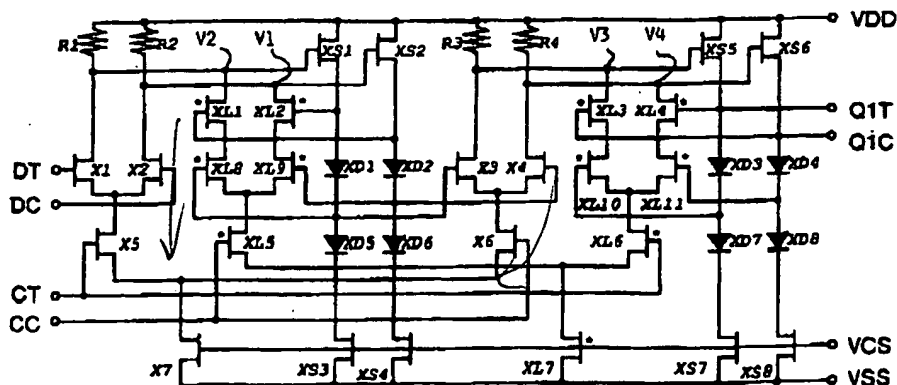 VDD
R1 R2 V2 V1 XS1 XS2 R3 R4 V3 V4 XS5 XS6
XL1 XL2 XL3 XL4 Q1T
Q1C
DT X1 X2 XL8 XL9 XD1 XD2 X3 X4 XD3 XD4
DC XL10 XL11
X5 XL5 XD5 XD6 X6 XL6 XD7 XD8
CT
CC
VCS
X7 XS3 XS4 XL7 XS7 XS8 VSS